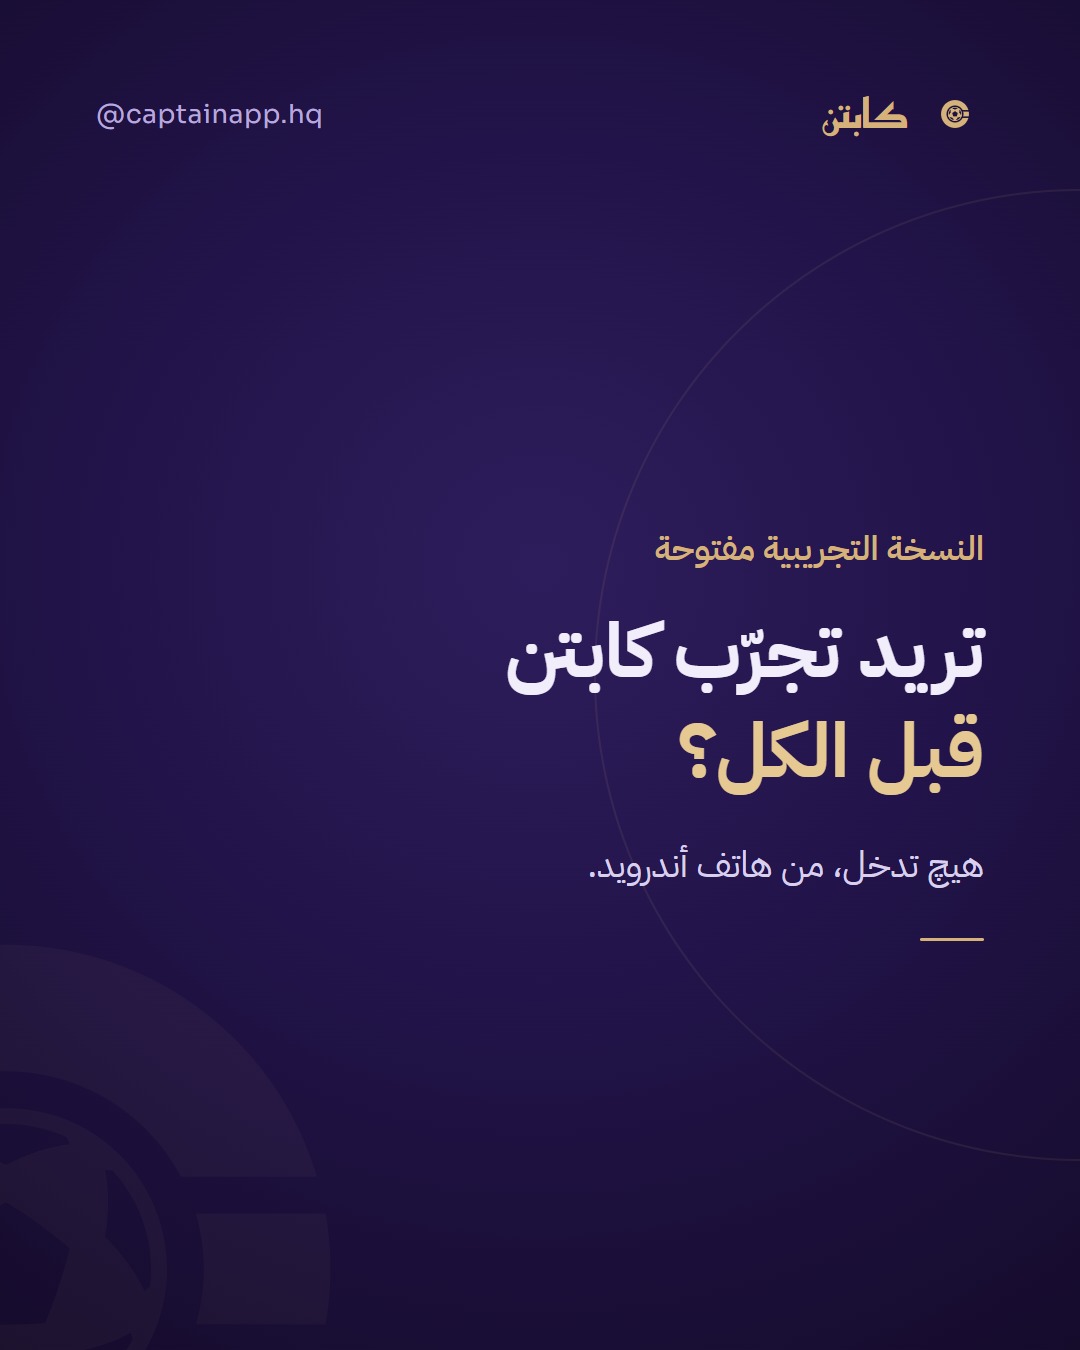 كابتن
@captainapp.hq
النسخة التجريبية مفتوحة
تريد تجرّب كابتن
قبل الكل؟
هيچ تدخل، من هاتف أندرويد.